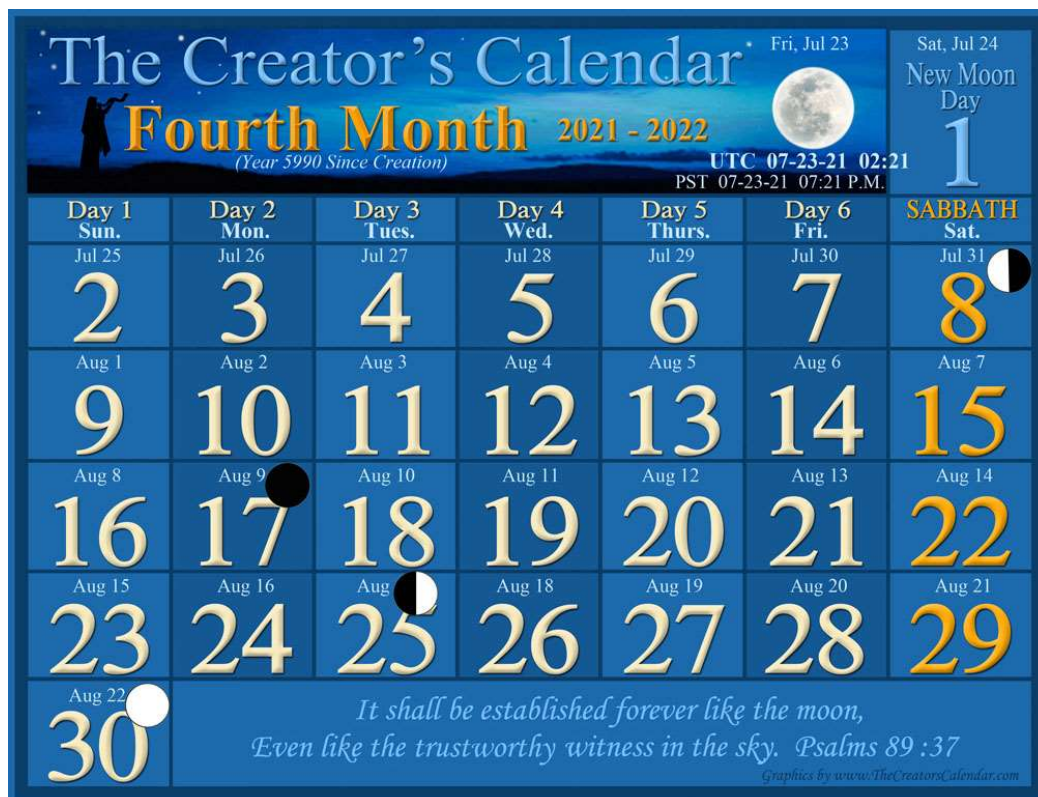 The Creator's Calendar
Fri, Jul 23
Sat, Jul 24
New Moon
Day
1
Fourth Month 2021 - 2022
(Year 5990 Since Creation)
UTC 07-23-21 02:21
PST 07-23-21 07:21 P.M.
Day 1 Day 2 Day 3 Day 4 Day 5 Day 6 SABBATH
Sun. Mon. Tues. Wed. Thurs. Fri. Sat.
Jul 25 Jul 26 Jul 27 Jul 28 Jul 29 Jul 30 Jul 31
2 3 4 5 6 7 8
Aug 1 Aug 2 Aug 3 Aug 4 Aug 5 Aug 6 Aug 7
9 10 11 12 13 14 15
Aug 8 Aug 9 Aug 10 Aug 11 Aug 12 Aug 13 Aug 14
16 17 18 19 20 21 22
Aug 15 Aug 16 Aug Aug 18 Aug 19 Aug 20 Aug 21
23 24 25 26 27 28 29
Aug 22
30
It shall be established forever like the moon,
Even like the trustworthy witness in the sky. Psalms 89 :37
Graphics by www.TheCreatorsCalendar.com